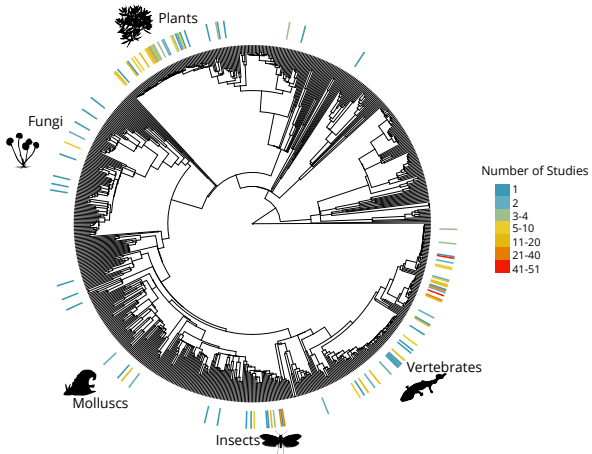 Plants
Fungi
Number of Studies
1
2
3-4
5-10
11-20
21-40
41-51
Vertebrates
Molluscs
Insects